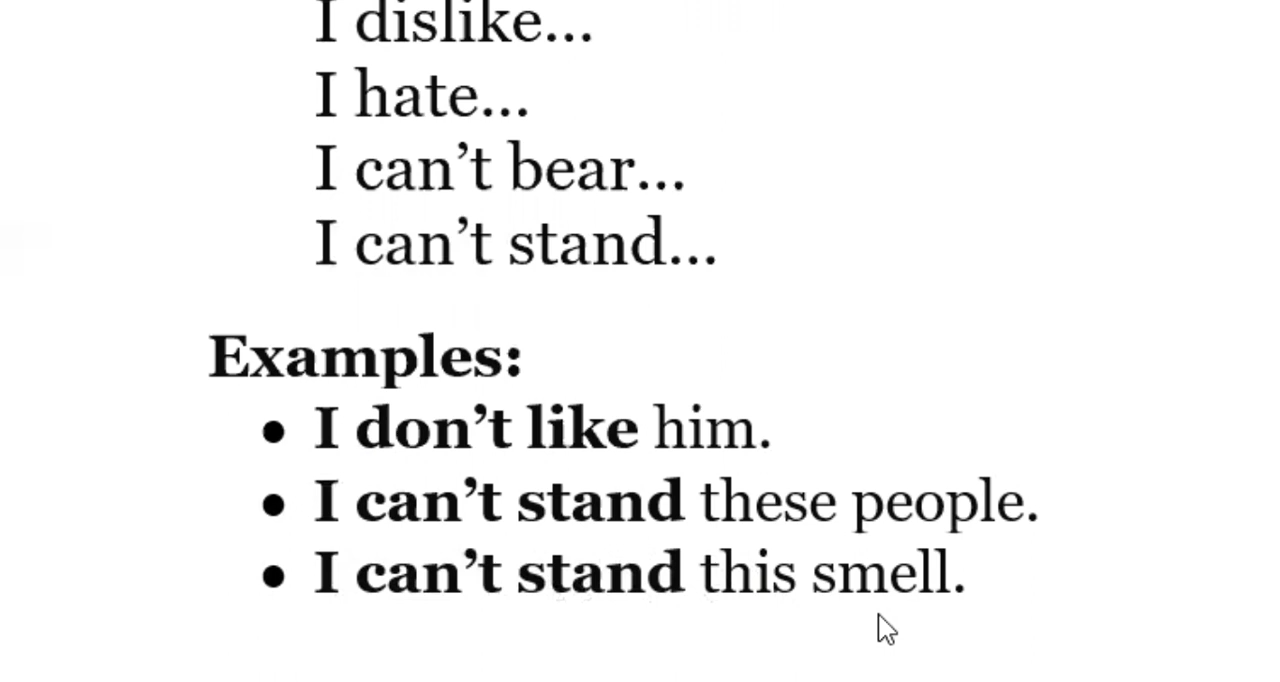 I dislike...
I hate...
I can’t bear...
I can’t stand...
Examples:
• I don’t like him.
• I can’t stand these people.
• I can’t stand this smell.